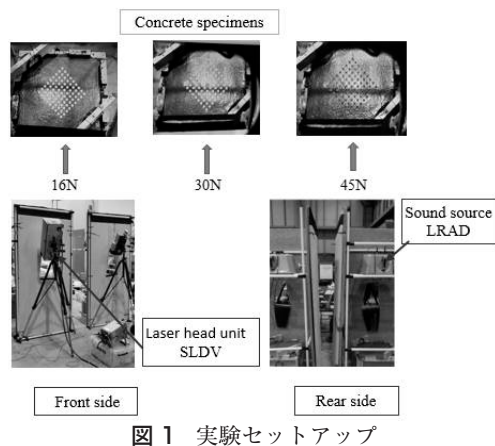 Concrete specimens
16N
30N
45N
Sound source
LRAD
Laser head unit
SLDV
Front side
Rear side
図1 実験セットアップ